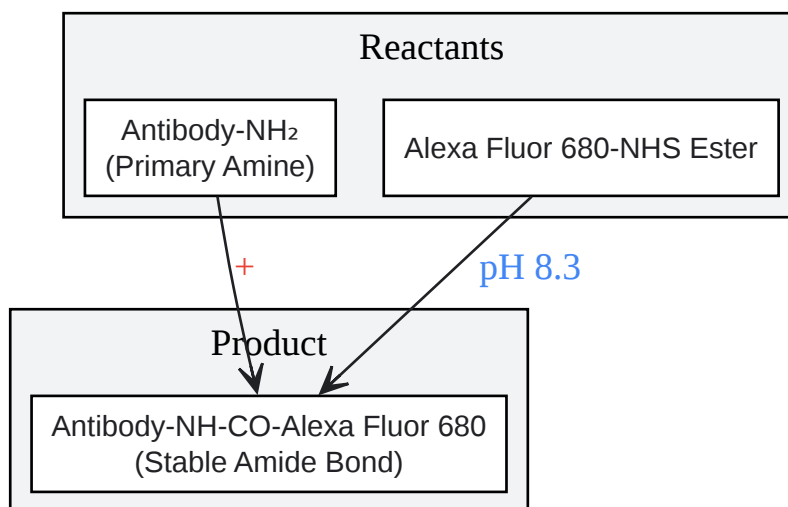 Reactants
Antibody-NH₂
(Primary Amine)
Alexa Fluor 680-NHS Ester
+
pH 8.3
Product
Antibody-NH-CO-Alexa Fluor 680
(Stable Amide Bond)